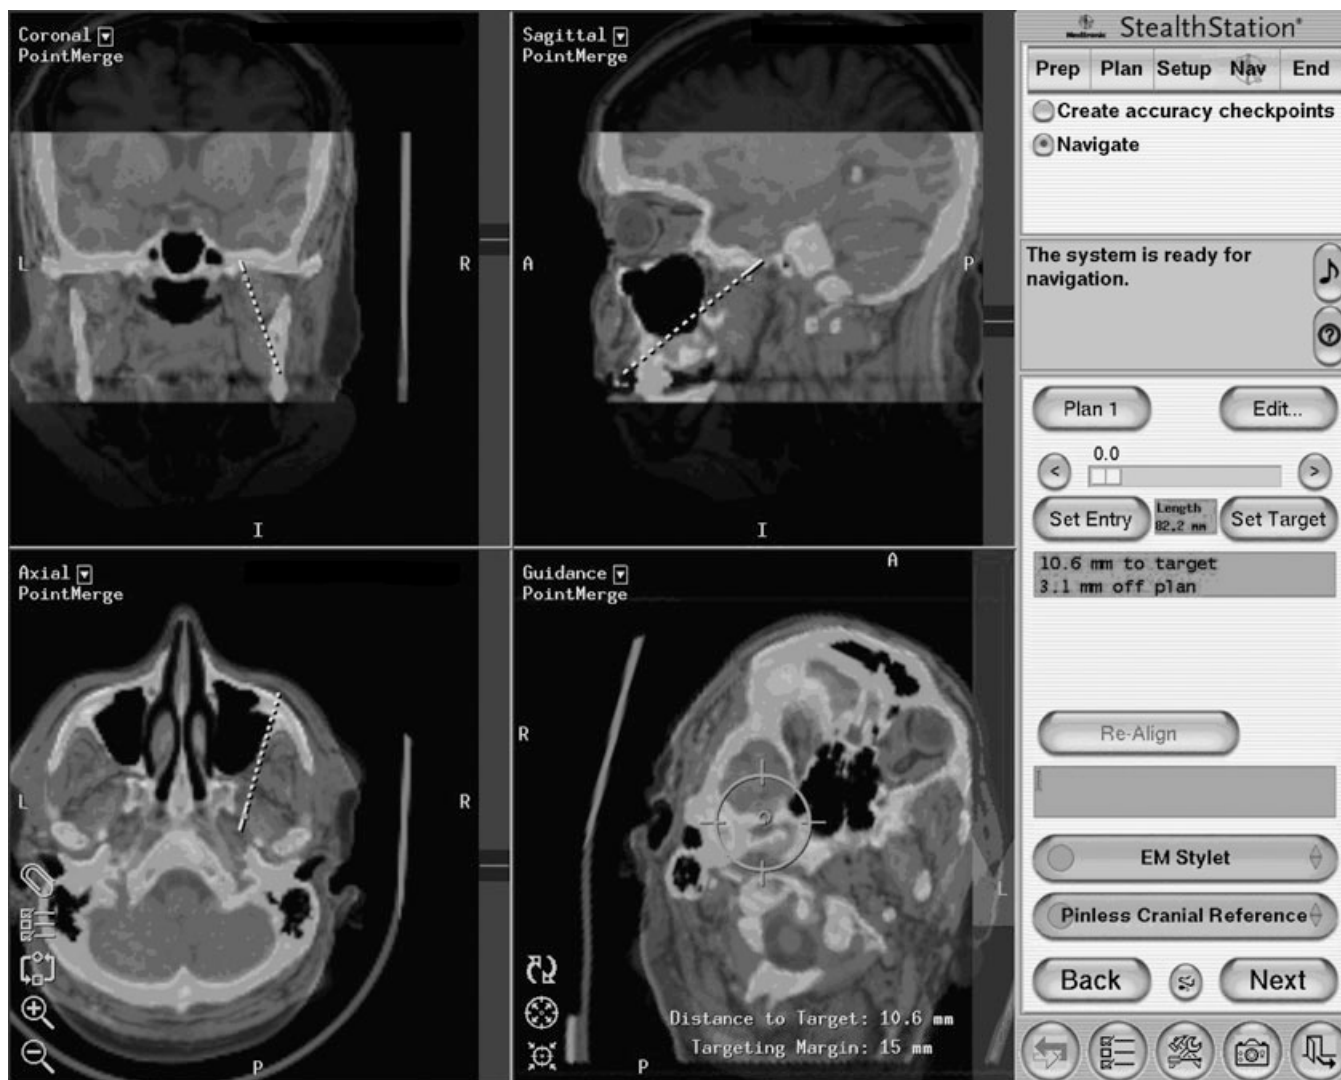 Coronal
PointMerge
L
R
I
Sagittal
PointMerge
A
P
I
Axial
PointMerge
L
R
P
Guidance
PointMerge
A
R
L
P
Distance to Target: 10.6 mm
Targeting Margin: 15 mm
Medtronic
StealthStation®
Prep Plan Setup Nav End
Create accuracy checkpoints
Navigate
The system is ready for
navigation.
Plan 1
Edit...
0.0
< >
Set Entry
Length
82.2 mm
Set Target
10.6 mm to target
3.1 mm off plan
Re-Align
EM Stylet
Pinless Cranial Reference
Back
Next